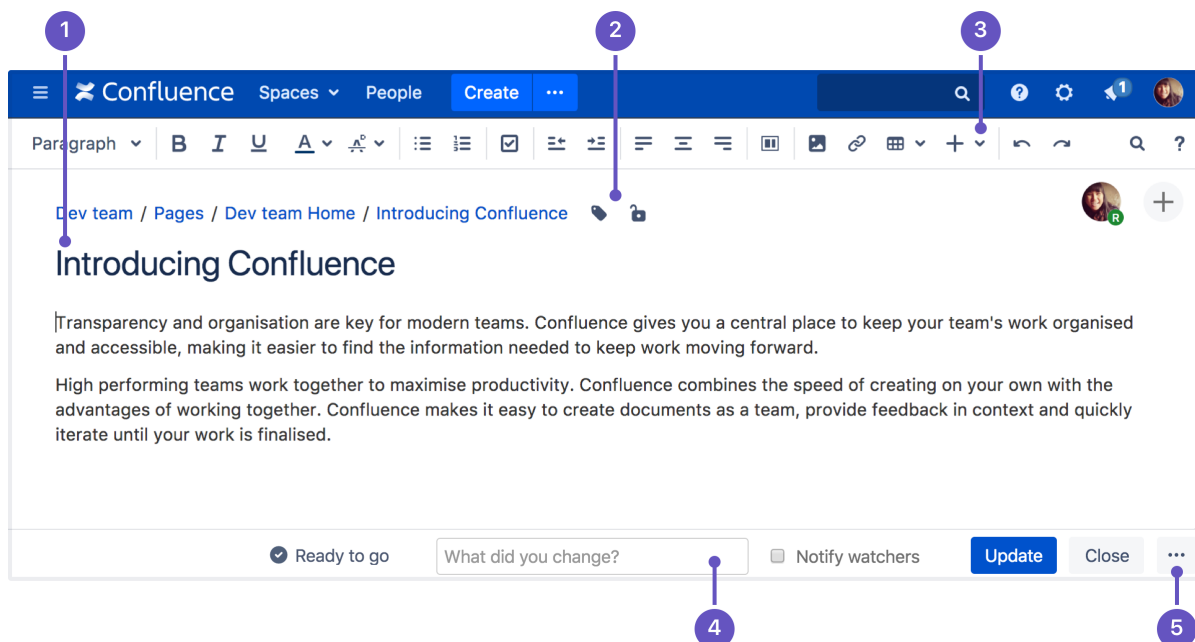 1 2 3
Confluence Spaces People Create ··· 1
Paragraph B I U A ?
Dev team / Pages / Dev team Home / Introducing Confluence
R
Introducing Confluence
Transparency and organisation are key for modern teams. Confluence gives you a central place to keep your team's work organised
and accessible, making it easier to find the information needed to keep work moving forward.
High performing teams work together to maximise productivity. Confluence combines the speed of creating on your own with the
advantages of working together. Confluence makes it easy to create documents as a team, provide feedback in context and quickly
iterate until your work is finalised.
Ready to go What did you change? Notify watchers Update Close ···
4 5